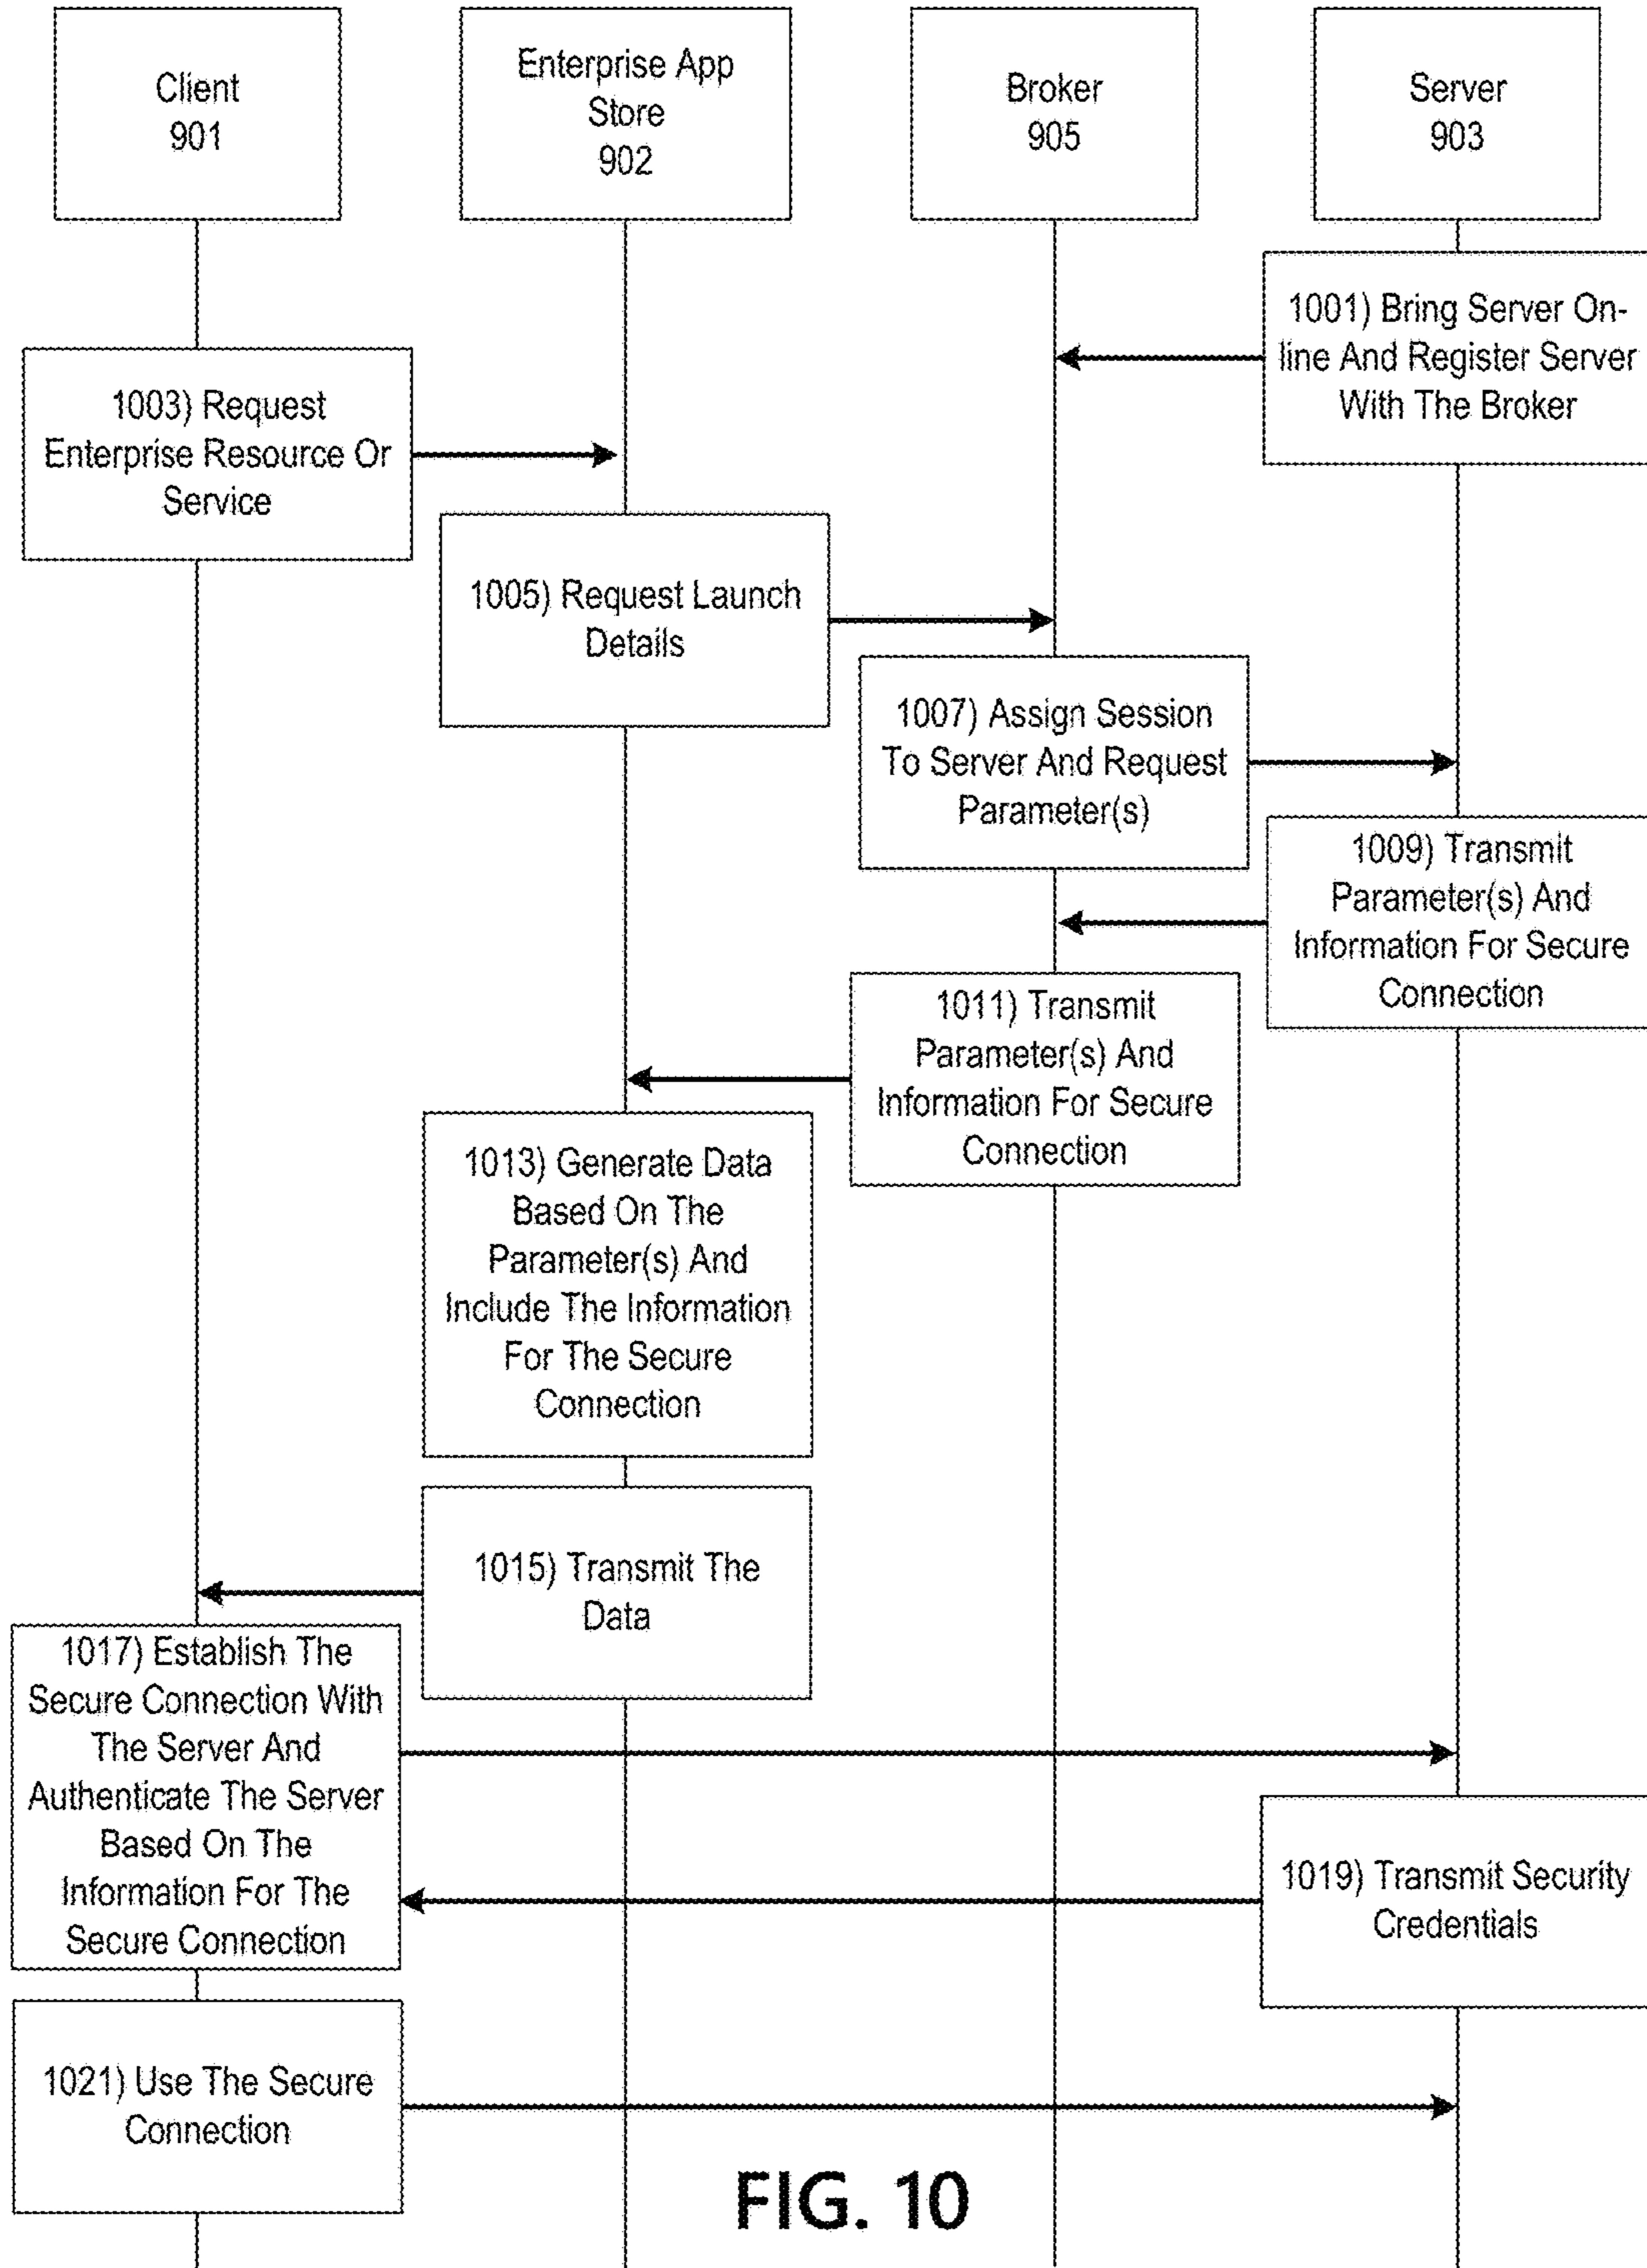 Client
901
Enterprise App
Store
902
Broker
905
Server
903
1001) Bring Server On-
line And Register Server
With The Broker
1003) Request
Enterprise Resource Or
Service
1005) Request Launch
Details
1007) Assign Session
To Server And Request
Parameter(s)
1009) Transmit
Parameter(s) And
Information For Secure
Connection
1011) Transmit
Parameter(s) And
Information For Secure
Connection
1013) Generate Data
Based On The
Parameter(s) And
Include The Information
For The Secure
Connection
1015) Transmit The
Data
1017) Establish The
Secure Connection With
The Server And
Authenticate The Server
Based On The
Information For The
Secure Connection
1019) Transmit Security
Credentials
1021) Use The Secure
Connection
FIG. 10